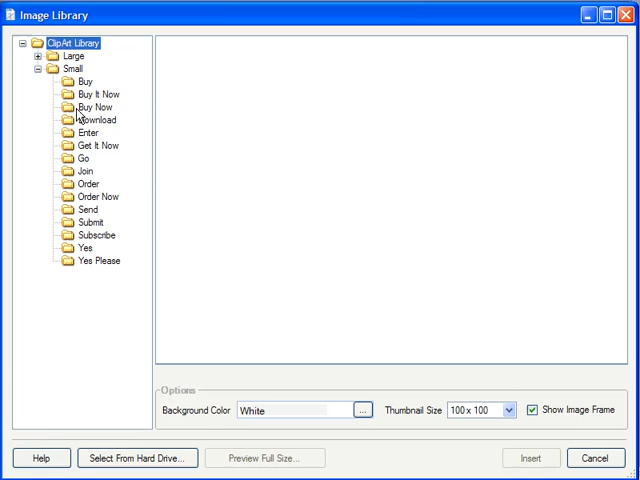 Image Library
ClipArt Library
Large
Small
Buy
Buy It Now
Buy Now
Download
Enter
Get It Now
Go
Join
Order
Order Now
Send
Submit
Subscribe
Yes
Yes Please
Options
Background Color White ... Thumbnail Size 100 x 100 Show Image Frame
Help Select From Hard Drive... Preview Full Size... Insert Cancel